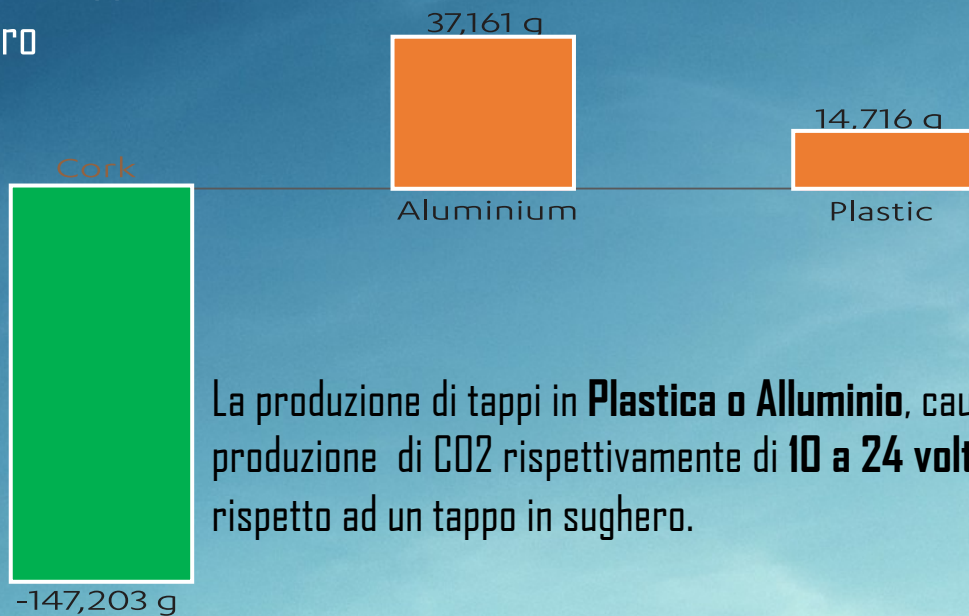 ro
37,161 g
14,716 g
Cork
Aluminium
Plastic
La produzione di tappi in Plastica o Alluminio, cau
produzione di CO2 rispettivamente di 10 a 24 volt
rispetto ad un tappo in sughero.
-147,203 g